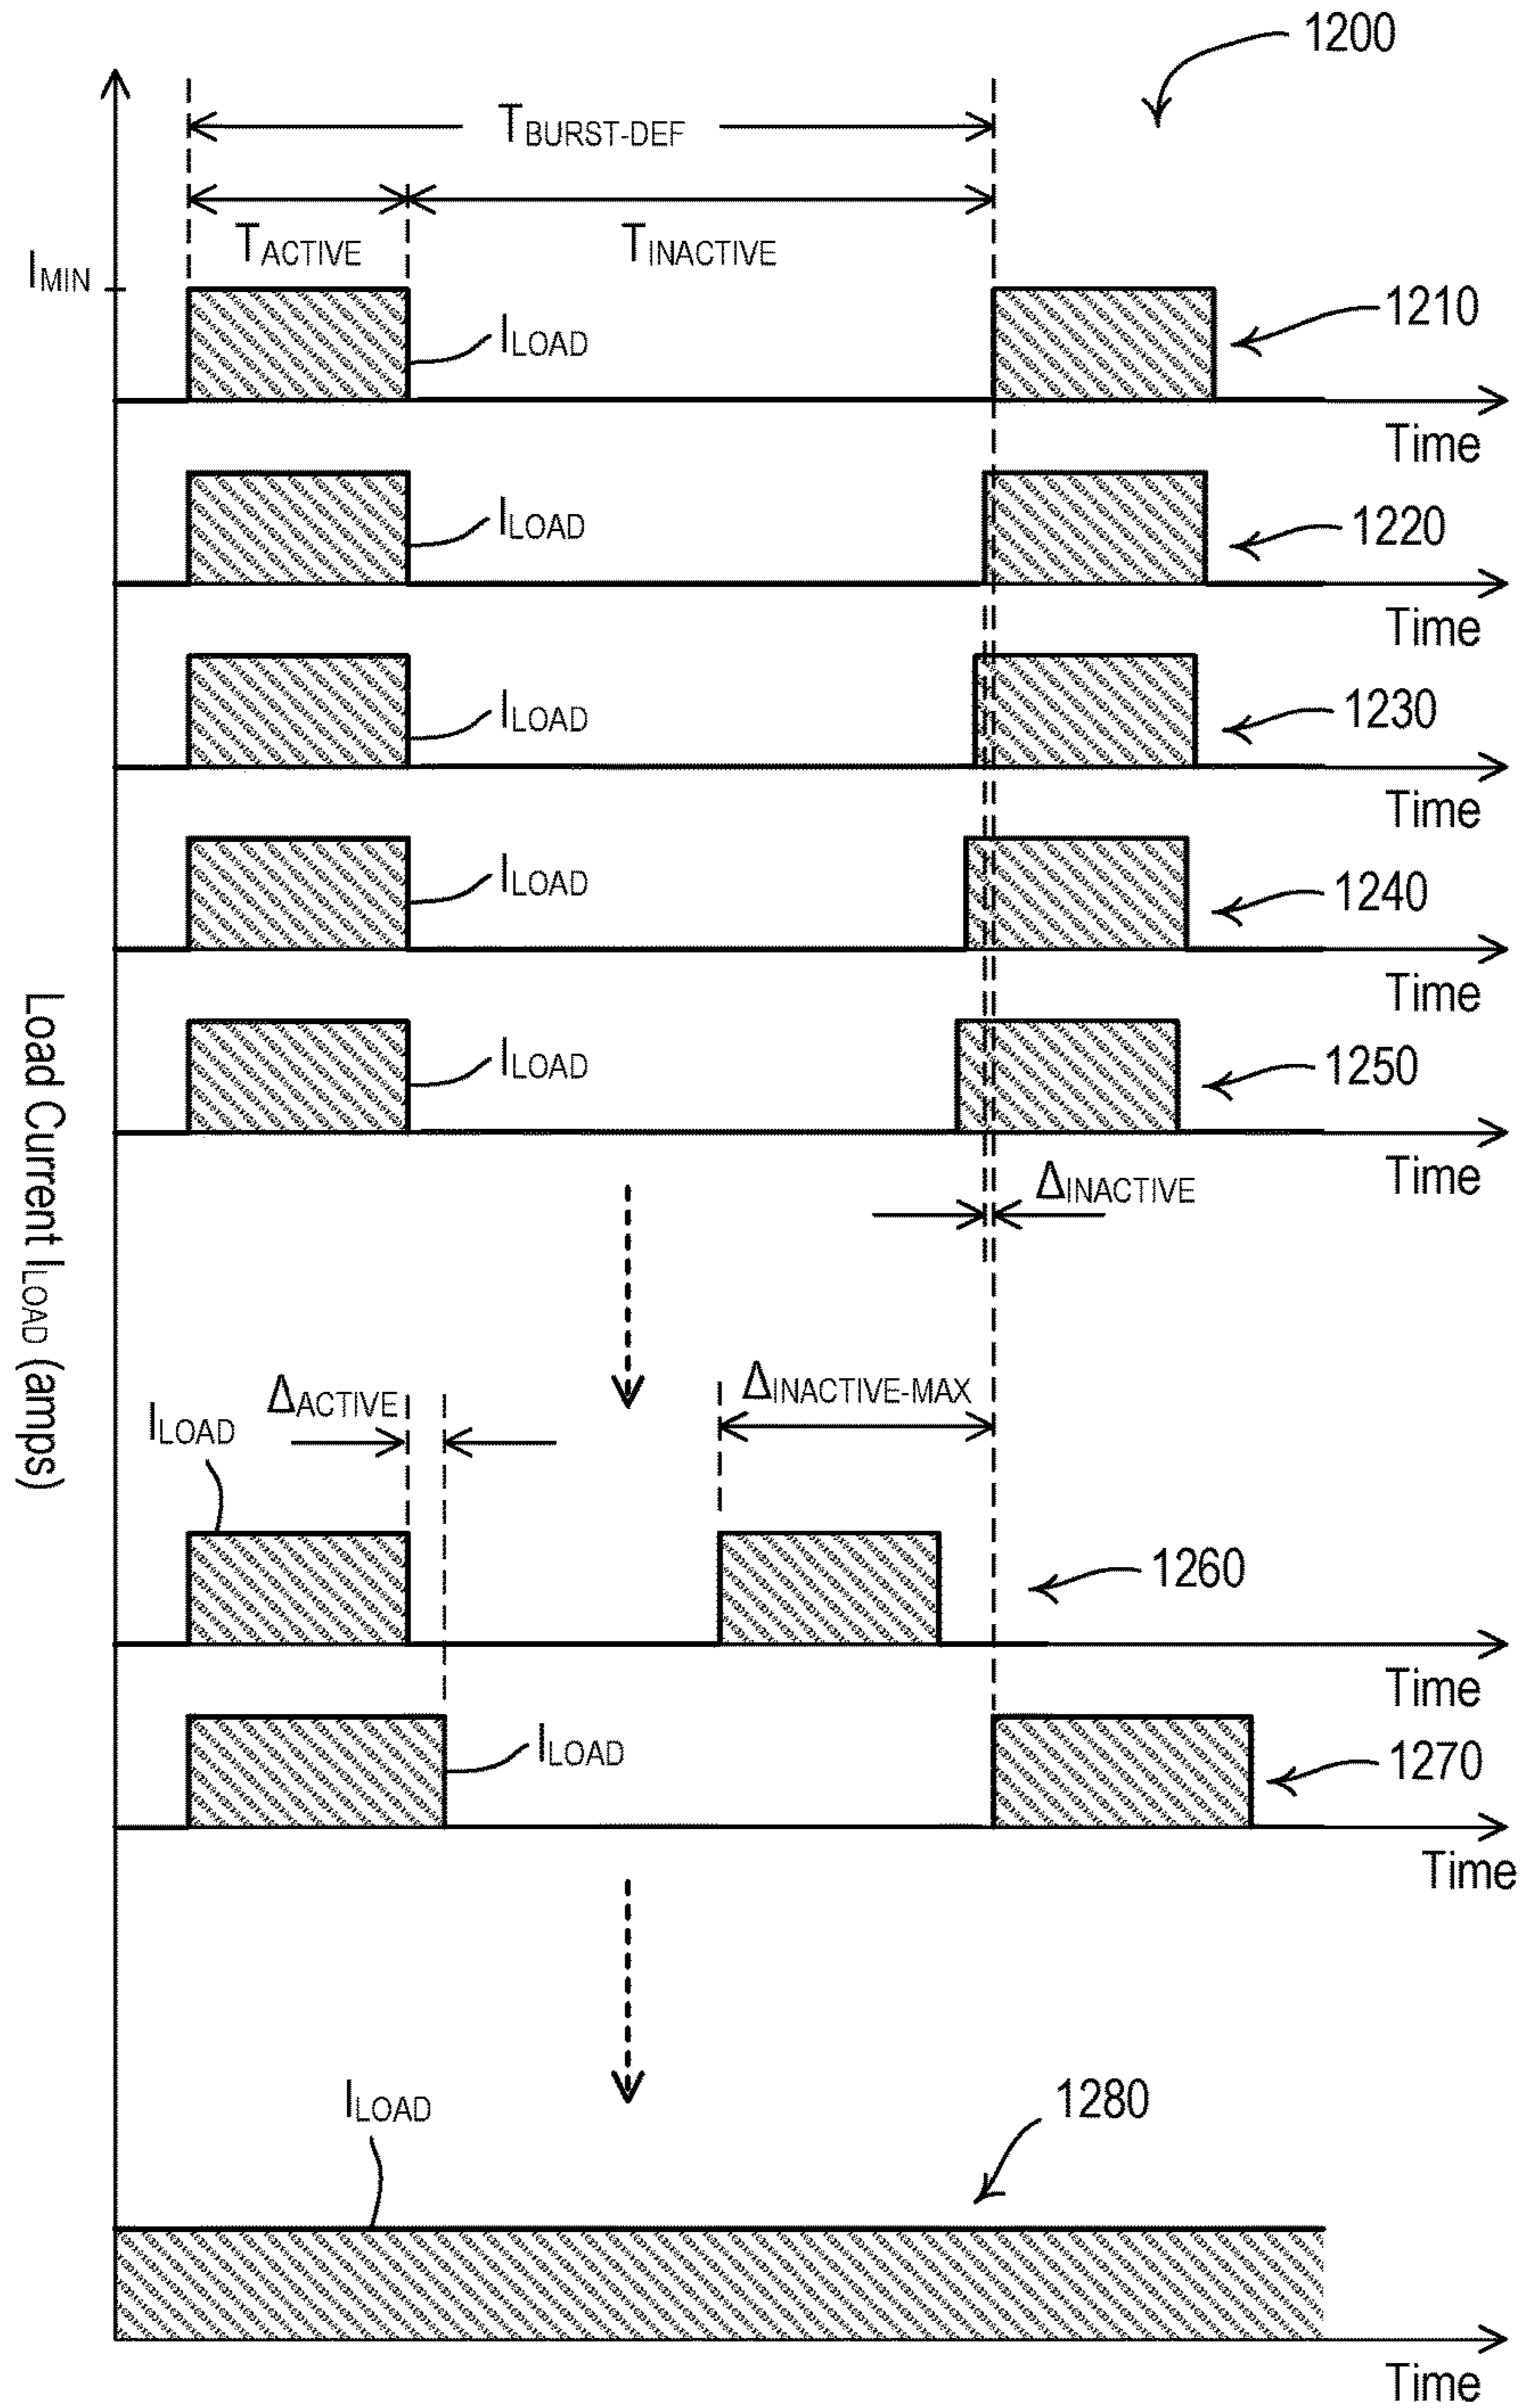 1200
TBURST-DEF
TACTIVE
TINACTIVE
IMIN
ILOAD
1210
Time
ILOAD
1220
Time
ILOAD
1230
Time
ILOAD
1240
Time
Load Current ILOAD (amps)
ILOAD
1250
Time
ΔINACTIVE
ΔACTIVE
ΔINACTIVE-MAX
ILOAD
1260
Time
ILOAD
1270
Time
ILOAD
1280
Time